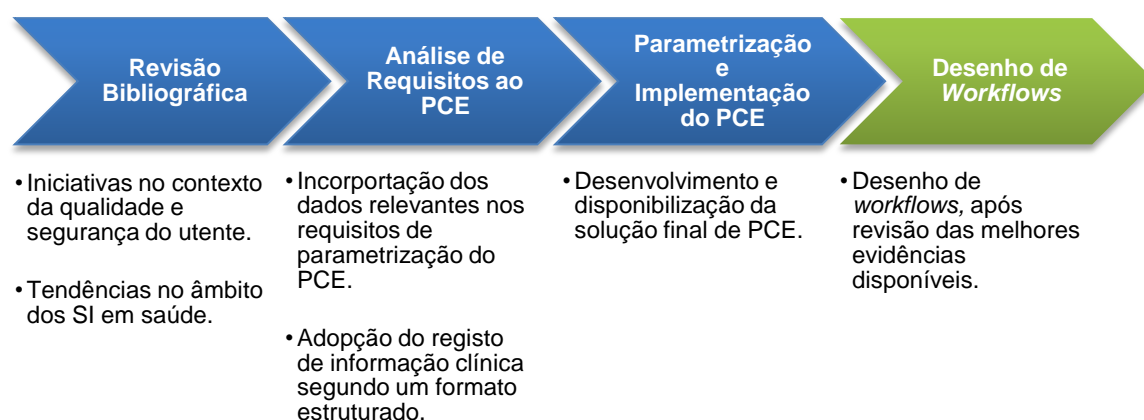 Revisão
Bibliográfica
Análise de
Requisitos ao
PCE
Parametrização
e
Implementação
do PCE
Desenho de
Workflows
• Iniciativas no contexto
da qualidade e
segurança do utente.
• Tendências no âmbito
dos SI em saúde.
• Incorportação dos
dados relevantes nos
requisitos de
parametrização do
PCE.
• Adopção do registo
de informação clínica
segundo um formato
estruturado.
• Desenvolvimento e
disponibilização da
solução final de PCE.
• Desenho de
workflows, após
revisão das melhores
evidências
disponíveis.